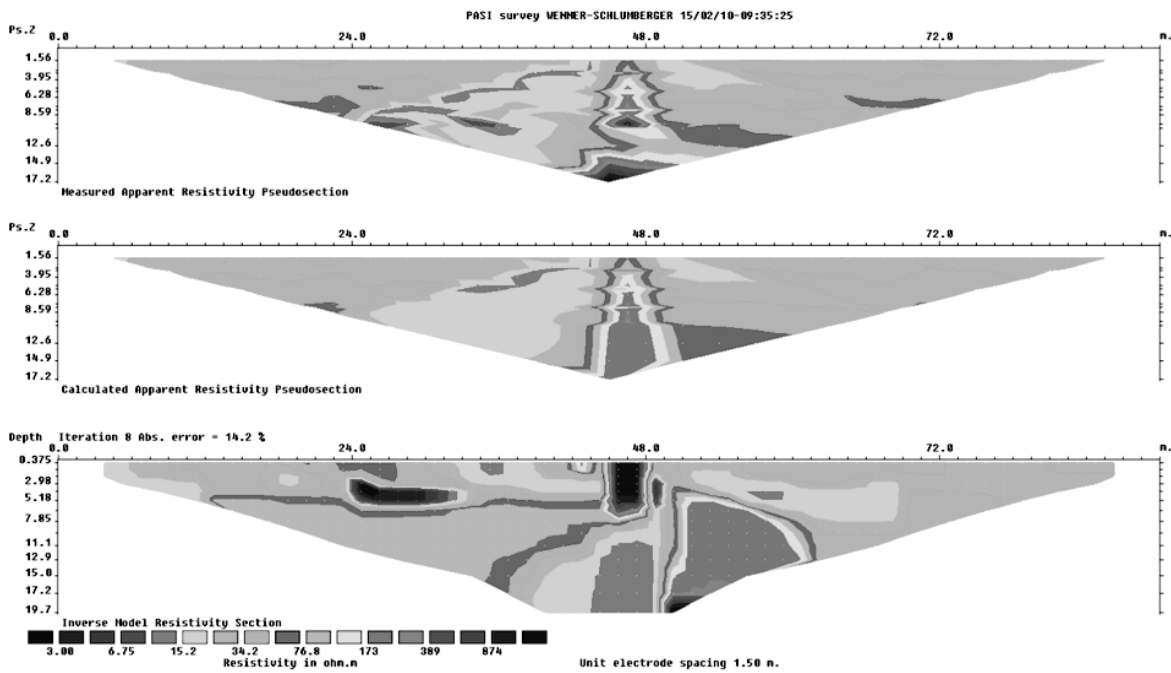 PASI survey WENNER-SCHLUMBERGER 15/02/10-09:35:25
Ps.Z 0.0 24.0 48.0 72.0 m.
1.56
3.95
6.28
8.59
12.6
14.9
17.2
Measured Apparent Resistivity Pseudosection
Ps.Z 0.0 24.0 48.0 72.0 m.
1.56
3.95
6.28
8.59
12.6
14.9
17.2
Calculated Apparent Resistivity Pseudosection
Depth Iteration 8 Abs. error = 14.2 %
0.0 24.0 48.0 72.0 m.
0.375
2.98
5.18
7.85
11.1
12.9
15.0
17.2
19.7
Inverse Model Resistivity Section
3.00 6.75 15.2 34.2 76.8 173 389 874
Resistivity in ohm.m Unit electrode spacing 1.50 m.